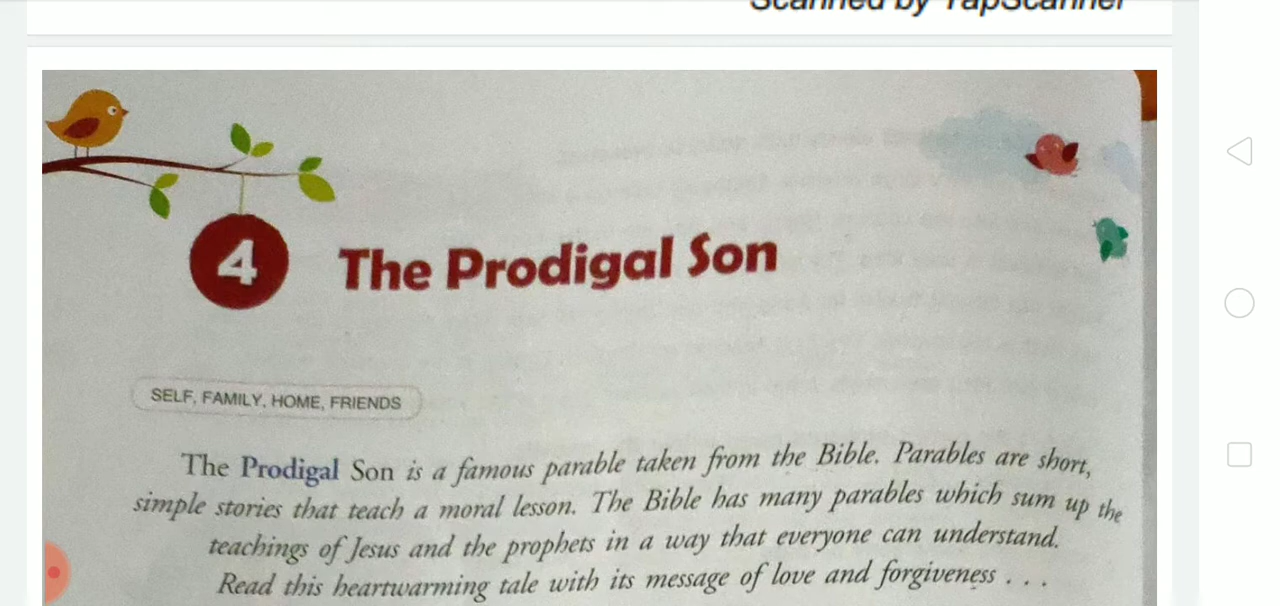 Scanned by TapScanner
4
The Prodigal Son
SELF, FAMILY, HOME, FRIENDS
The Prodigal Son is a famous parable taken from the Bible. Parables are short,
simple stories that teach a moral lesson. The Bible has many parables which sum up the
teachings of Jesus and the prophets in a way that everyone can understand.
Read this heartwarming tale with its message of love and forgiveness . . .